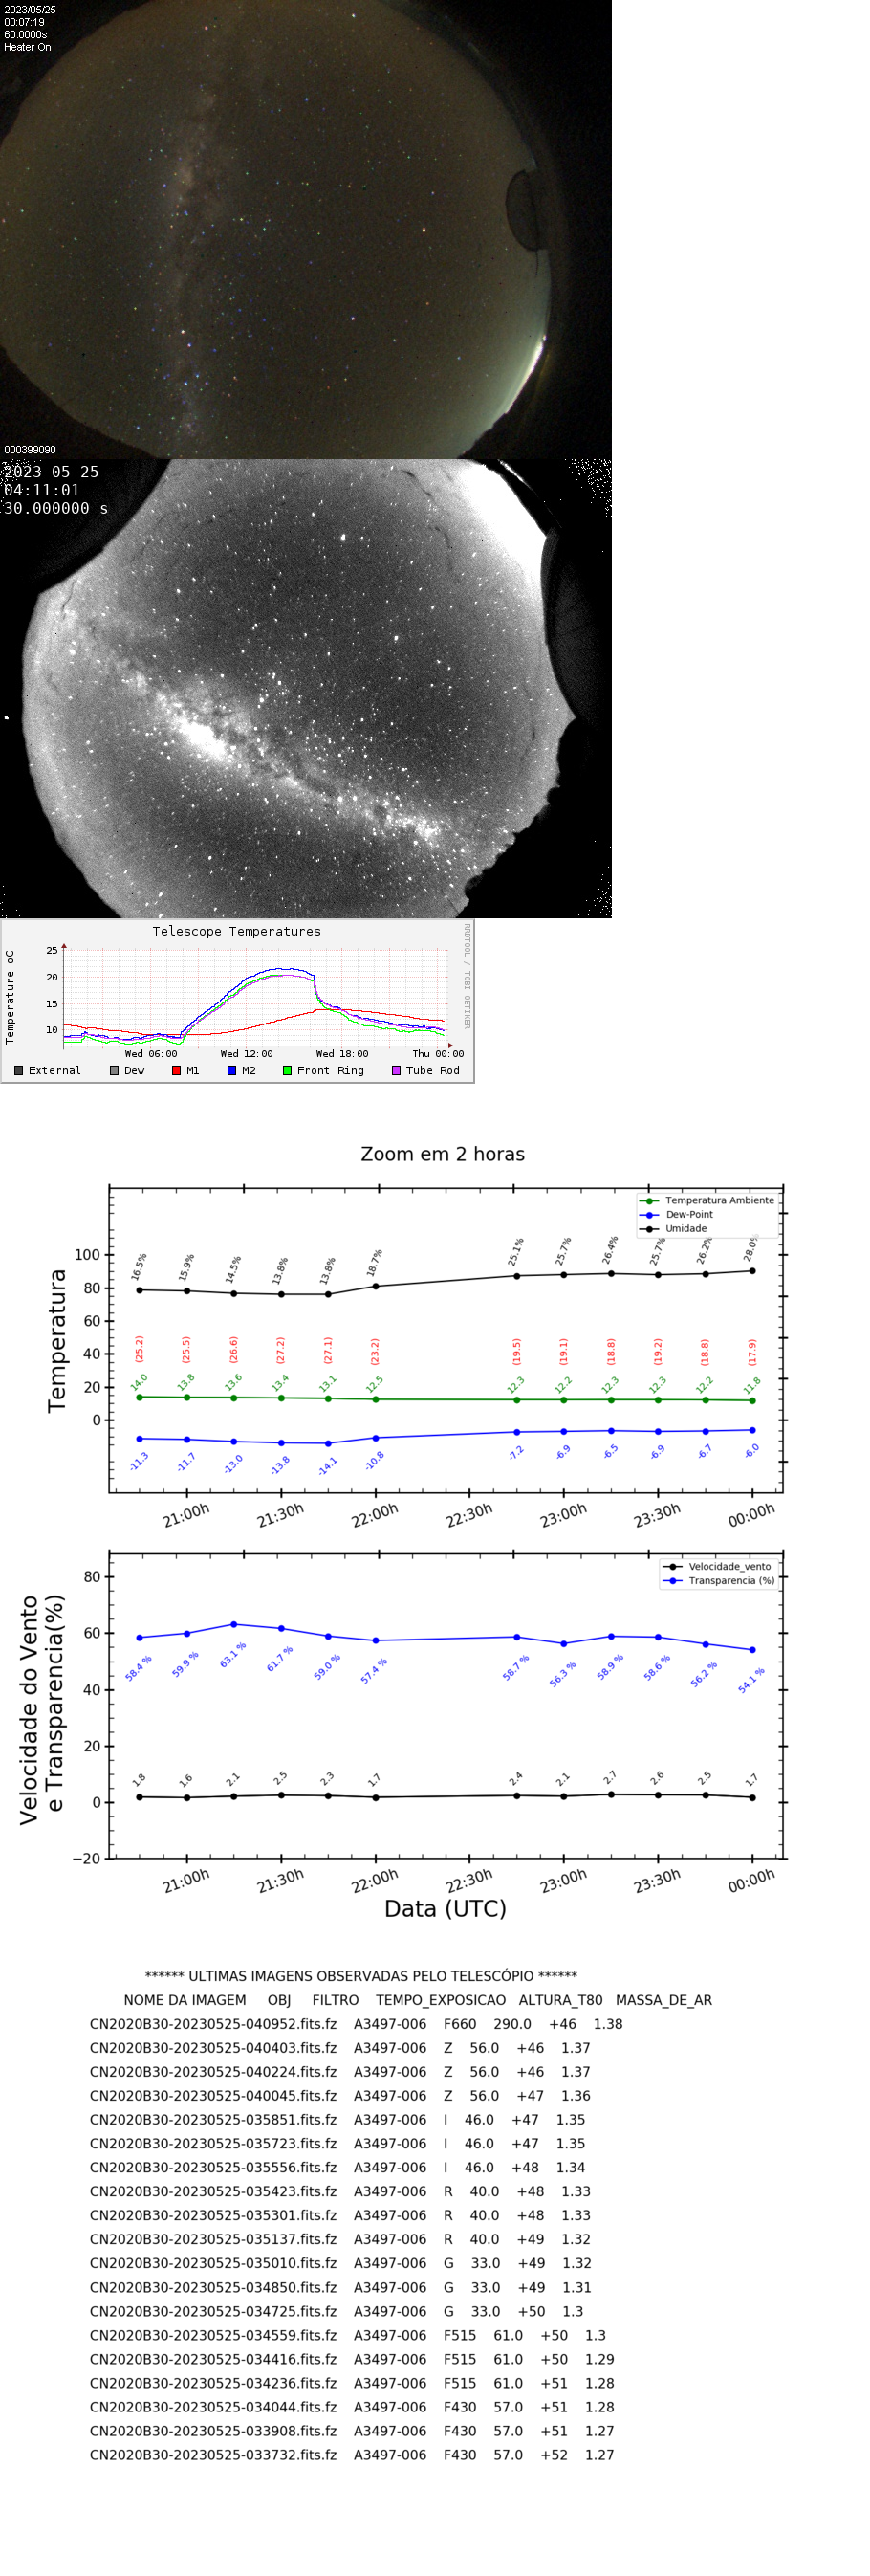 2023/05/25
00:07:19
60.0000s
Heater On
000399090
2023-05-25
04:11:01
30.000000 s
Telescope Temperatures
RRDTOOL / TOBI OETIKER
Temperature oC
25
20
15
10
Wed 06:00 Wed 12:00 Wed 18:00 Thu 00:00
External Dew M1 M2 Front Ring Tube Rod
Zoom em 2 horas
Temperatura Ambiente
Dew-Point
Umidade
Temperatura
100
80
60
40
20
0
16.5% 15.9% 14.5% 13.8% 13.8% 18.7% 25.1% 25.7% 26.4% 25.7% 26.2% 28.0%
(25.2) (25.5) (26.6) (27.2) (27.1) (23.2) (19.5) (19.1) (18.8) (19.2) (18.8) (17.9)
14.0 13.8 13.6 13.4 13.1 12.5 12.3 12.2 12.3 12.3 12.2 11.8
-11.3 -11.7 -13.0 -13.8 -14.1 -10.8 -7.2 -6.9 -6.5 -6.9 -6.7 -6.0
21:00h 21:30h 22:00h 22:30h 23:00h 23:30h 00:00h
Velocidade_vento
Transparencia (%)
Velocidade do Vento
e Transparencia(%)
80
60
40
20
0
−20
58.4 % 59.9 % 63.1 % 61.7 % 59.0 % 57.4 % 58.7 % 56.3 % 58.9 % 58.6 % 56.2 % 54.1 %
1.8 1.6 2.1 2.5 2.3 1.7 2.4 2.1 2.7 2.6 2.5 1.7
21:00h 21:30h 22:00h 22:30h 23:00h 23:30h 00:00h
Data (UTC)
****** ULTIMAS IMAGENS OBSERVADAS PELO TELESCÓPIO ******
NOME DA IMAGEM OBJ FILTRO TEMPO_EXPOSICAO ALTURA_T80 MASSA_DE_AR
CN2020B30-20230525-040952.fits.fz A3497-006 F660 290.0 +46 1.38
CN2020B30-20230525-040403.fits.fz A3497-006 Z 56.0 +46 1.37
CN2020B30-20230525-040224.fits.fz A3497-006 Z 56.0 +46 1.37
CN2020B30-20230525-040045.fits.fz A3497-006 Z 56.0 +47 1.36
CN2020B30-20230525-035851.fits.fz A3497-006 I 46.0 +47 1.35
CN2020B30-20230525-035723.fits.fz A3497-006 I 46.0 +47 1.35
CN2020B30-20230525-035556.fits.fz A3497-006 I 46.0 +48 1.34
CN2020B30-20230525-035423.fits.fz A3497-006 R 40.0 +48 1.33
CN2020B30-20230525-035301.fits.fz A3497-006 R 40.0 +48 1.33
CN2020B30-20230525-035137.fits.fz A3497-006 R 40.0 +49 1.32
CN2020B30-20230525-035010.fits.fz A3497-006 G 33.0 +49 1.32
CN2020B30-20230525-034850.fits.fz A3497-006 G 33.0 +49 1.31
CN2020B30-20230525-034725.fits.fz A3497-006 G 33.0 +50 1.3
CN2020B30-20230525-034559.fits.fz A3497-006 F515 61.0 +50 1.3
CN2020B30-20230525-034416.fits.fz A3497-006 F515 61.0 +50 1.29
CN2020B30-20230525-034236.fits.fz A3497-006 F515 61.0 +51 1.28
CN2020B30-20230525-034044.fits.fz A3497-006 F430 57.0 +51 1.28
CN2020B30-20230525-033908.fits.fz A3497-006 F430 57.0 +51 1.27
CN2020B30-20230525-033732.fits.fz A3497-006 F430 57.0 +52 1.27